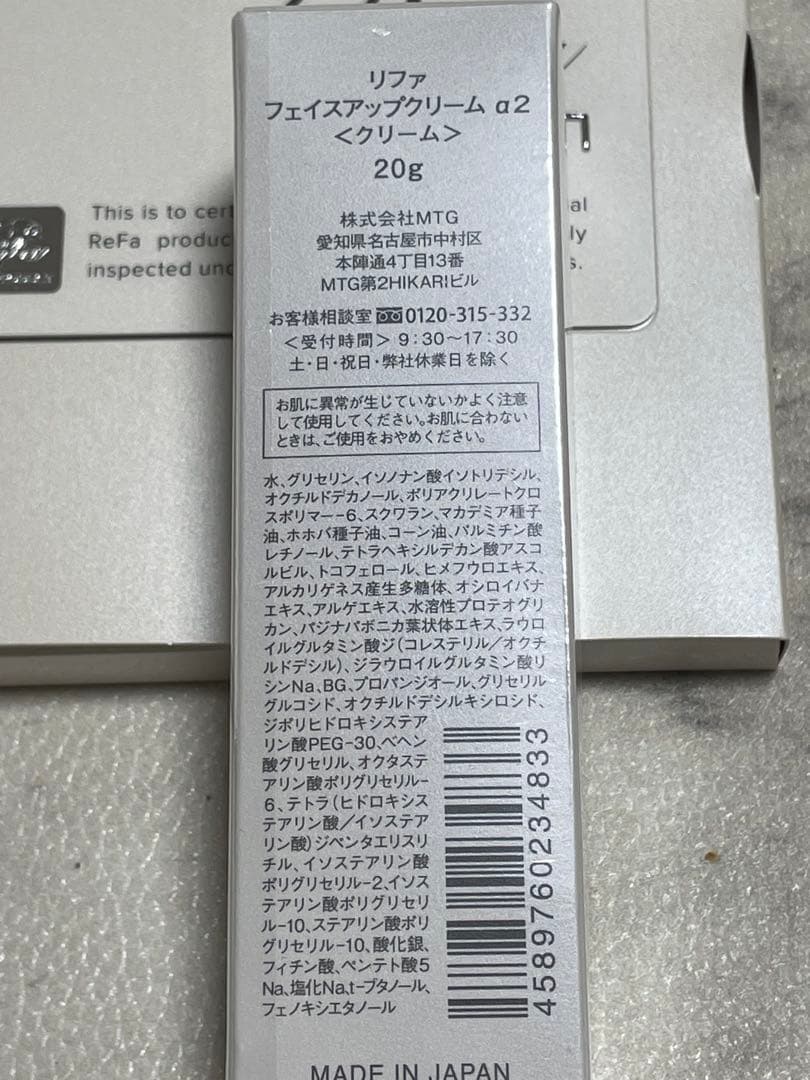 リファ
フェイスアップクリーム α2
＜クリーム＞
20g
株式会社MTG
愛知県名古屋市中村区
本陣通4丁目13番
MTG第2HIKARIビル
お客様相談室 0120-315-332
＜受付時間＞ 9:30～17:30
土・日・祝日・弊社休業日を除く
お肌に異常が生じていないかよく注意
して使用してください。お肌に合わない
ときは、ご使用をおやめください。
水、グリセリン、イソノナン酸イソトリデシル、
オクチルドデカノール、ポリアクリレートクロ
スポリマー-6、スクワラン、マカデミア種子
油、ホホバ種子油、コーン油、パルミチン酸
レチノール、テトラヘキシルデカン酸アスコ
ルビル、トコフェロール、ヒメフウロエキス、
アルカリゲネス産生多糖体、オシロイバナ
エキス、アルゲエキス、水溶性プロテオグリ
カン、パジナパボニカ葉状体エキス、ラウロ
イルグルタミン酸ジ（コレステリル／オクチ
ルドデシル）、ジラウロイルグルタミン酸リ
シンNa、BG、プロパンジオール、グリセリル
グルコシド、オクチルドデシルキシロシド、
ジポリヒドロキシステア
リン酸PEG-30、ベヘン
酸グリセリル、オクタステ
アリン酸ポリグリセリル-
6、テトラ（ヒドロキシス
テアリン酸／イソステア
リン酸）ジペンタエリスリ
チル、イソステアリン酸
ポリグリセリル-2、イソス
テアリン酸ポリグリセリ
ル-10、ステアリン酸ポリ
グリセリル-10、酸化銀、
フィチン酸、ペンテト酸5
Na、塩化Na、t-ブタノール、
フェノキシエタノール
4589760234833
MADE IN JAPAN
This is to cert
ReFa produc
inspected und
al
ly
s.